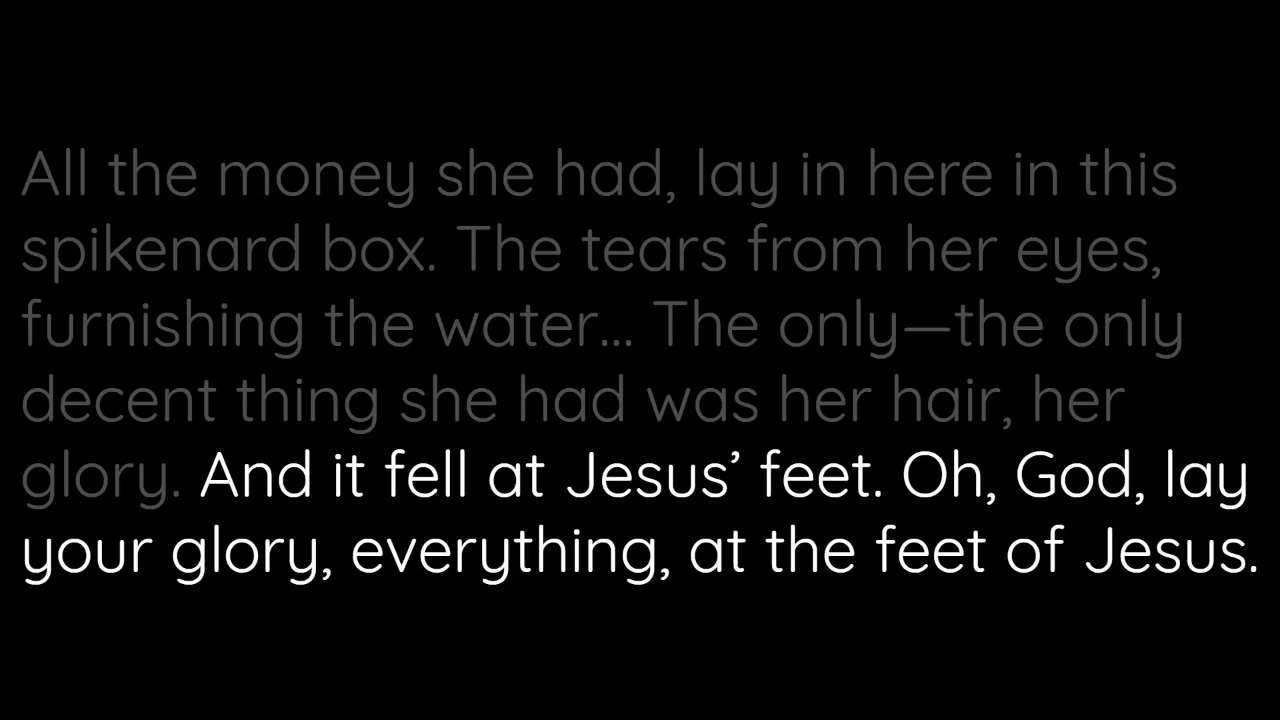 All the money she had, lay in here in this
spikenard box. The tears from her eyes,
furnishing the water... The only—the only
decent thing she had was her hair, her
glory. And it fell at Jesus’ feet. Oh, God, lay
your glory, everything, at the feet of Jesus.